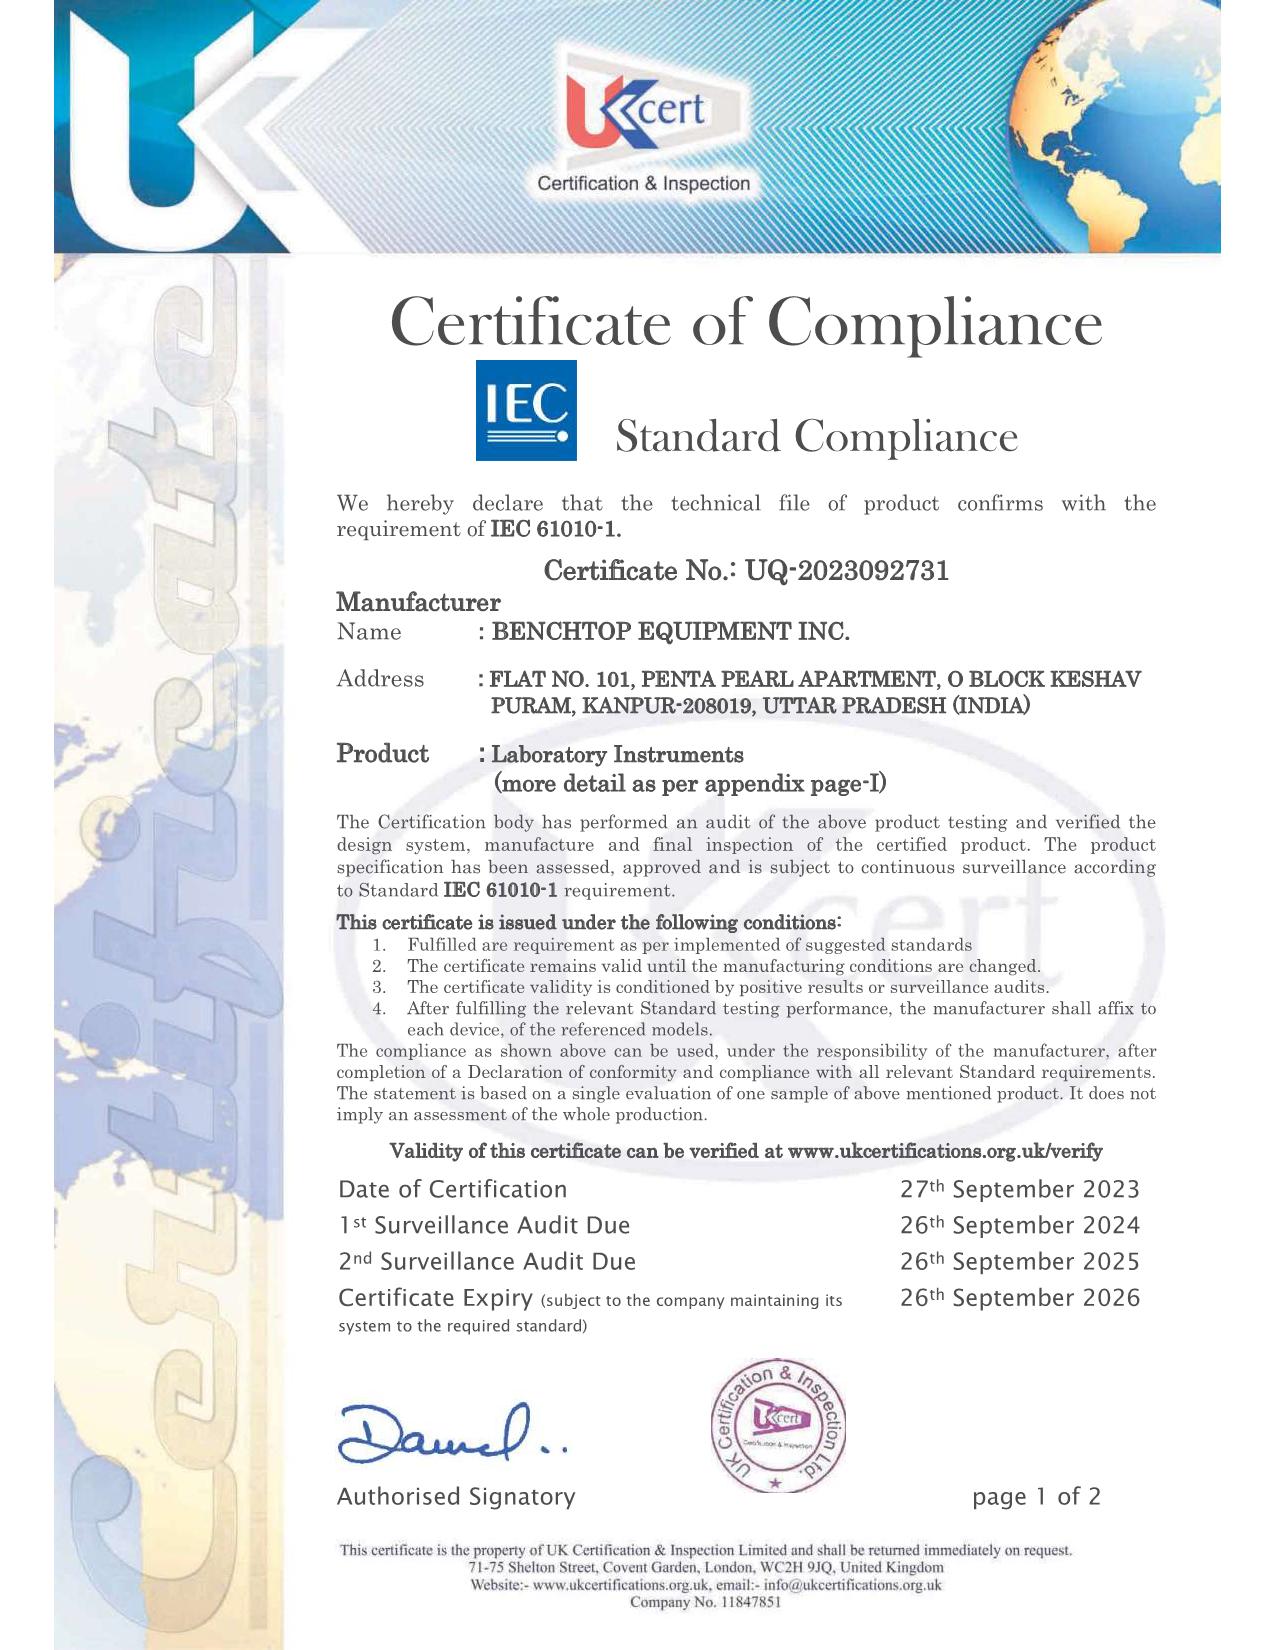 UK
UKcert
Certification & Inspection
Certificate
Certificate of Compliance
IEC
Standard Compliance
We hereby declare that the technical file of product confirms with the
requirement of IEC 61010-1.
Certificate No.: UQ-2023092731
Manufacturer
Name : BENCHTOP EQUIPMENT INC.
Address : FLAT NO. 101, PENTA PEARL APARTMENT, O BLOCK KESHAV
PURAM, KANPUR-208019, UTTAR PRADESH (INDIA)
Product : Laboratory Instruments
(more detail as per appendix page-I)
The Certification body has performed an audit of the above product testing and verified the
design system, manufacture and final inspection of the certified product. The product
specification has been assessed, approved and is subject to continuous surveillance according
to Standard IEC 61010-1 requirement.
This certificate is issued under the following conditions:
1. Fulfilled are requirement as per implemented of suggested standards
2. The certificate remains valid until the manufacturing conditions are changed.
3. The certificate validity is conditioned by positive results or surveillance audits.
4. After fulfilling the relevant Standard testing performance, the manufacturer shall affix to
each device, of the referenced models.
The compliance as shown above can be used, under the responsibility of the manufacturer, after
completion of a Declaration of conformity and compliance with all relevant Standard requirements.
The statement is based on a single evaluation of one sample of above mentioned product. It does not
imply an assessment of the whole production.
Validity of this certificate can be verified at www.ukcertifications.org.uk/verify
Date of Certification 27th September 2023
1st Surveillance Audit Due 26th September 2024
2nd Surveillance Audit Due 26th September 2025
Certificate Expiry (subject to the company maintaining its 26th September 2026
system to the required standard)
UK Certification & Inspection Ltd.
UKcert
Certification & Inspection
Authorised Signatory
page 1 of 2
This certificate is the property of UK Certification & Inspection Limited and shall be returned immediately on request.
71-75 Shelton Street, Covent Garden, London, WC2H 9JQ, United Kingdom
Website:- www.ukcertifications.org.uk, email:- info@ukcertifications.org.uk
Company No. 11847851